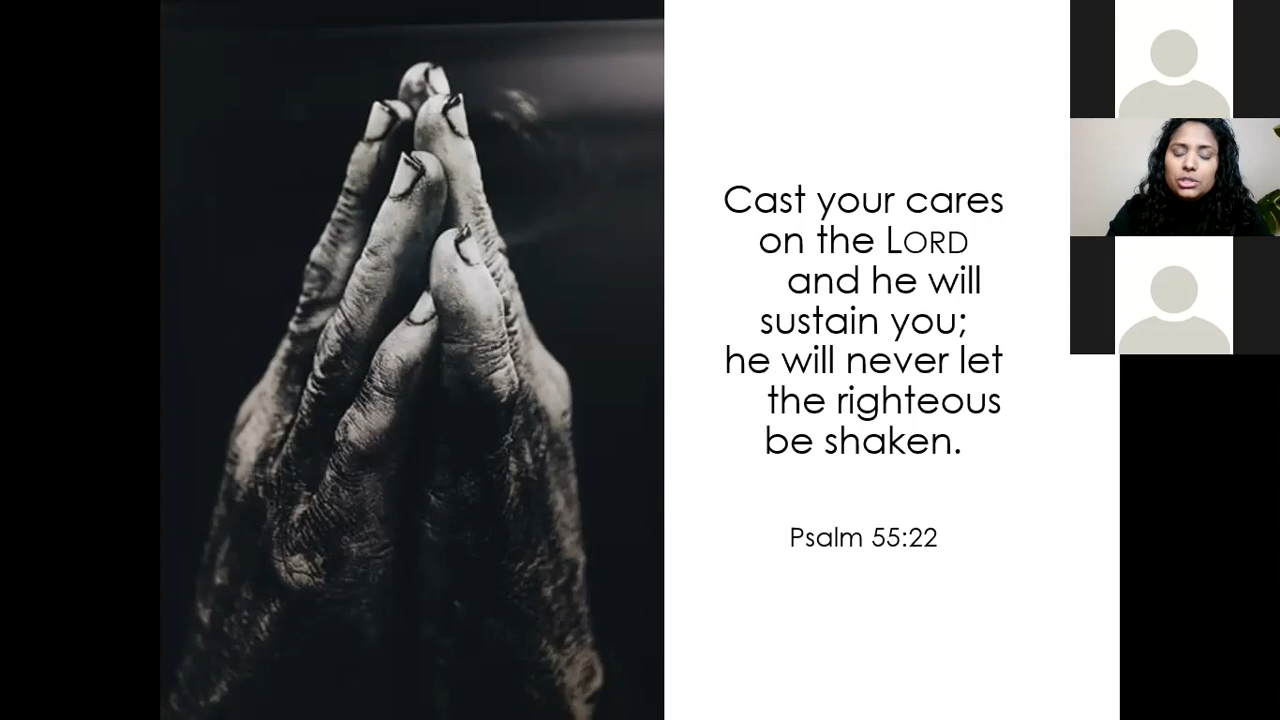 Cast your cares
on the LORD
and he will
sustain you;
he will never let
the righteous
be shaken.
Psalm 55:22